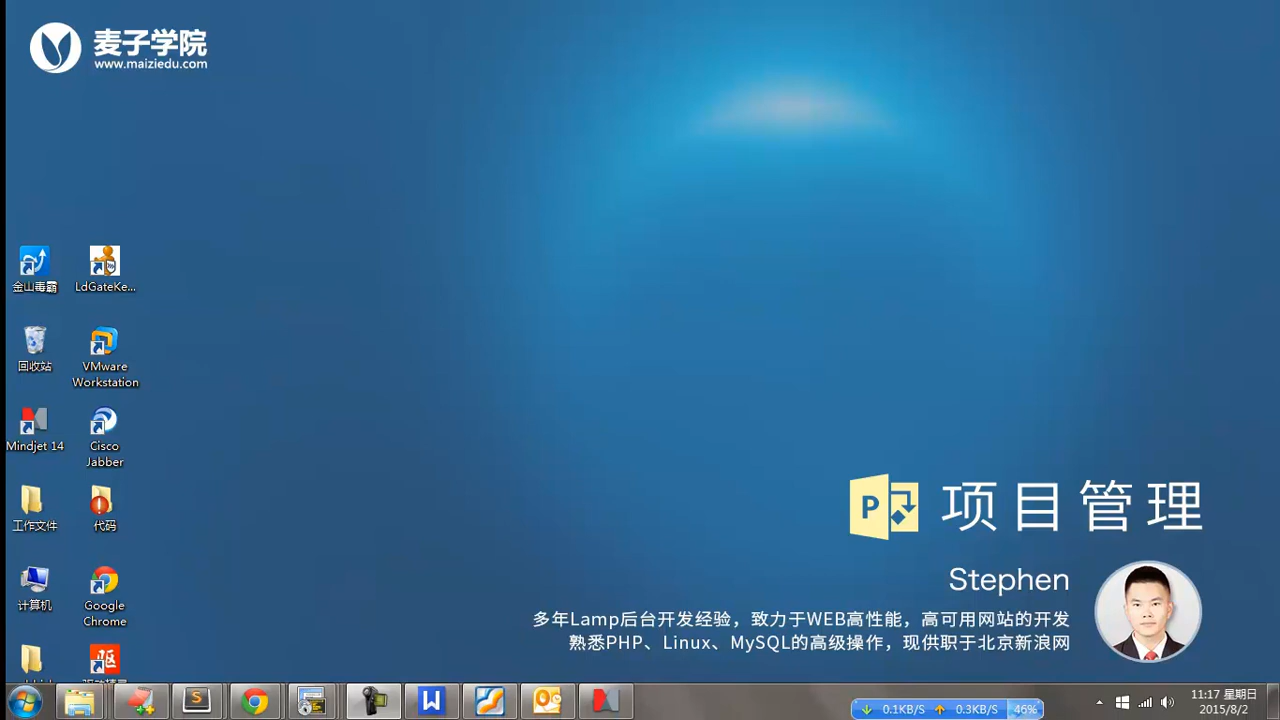 麦子学院
www.maiziedu.com
金山毒霸
LdGateKe...
回收站
VMware
Workstation
Mindjet 14
Cisco
Jabber
工作文件
代码
计算机
Google
Chrome
项目管理
Stephen
多年Lamp后台开发经验，致力于WEB高性能，高可用网站的开发
熟悉PHP、Linux、MySQL的高级操作，现供职于北京新浪网
0.1KB/S
0.3KB/S
46%
11:17 星期日
2015/8/2